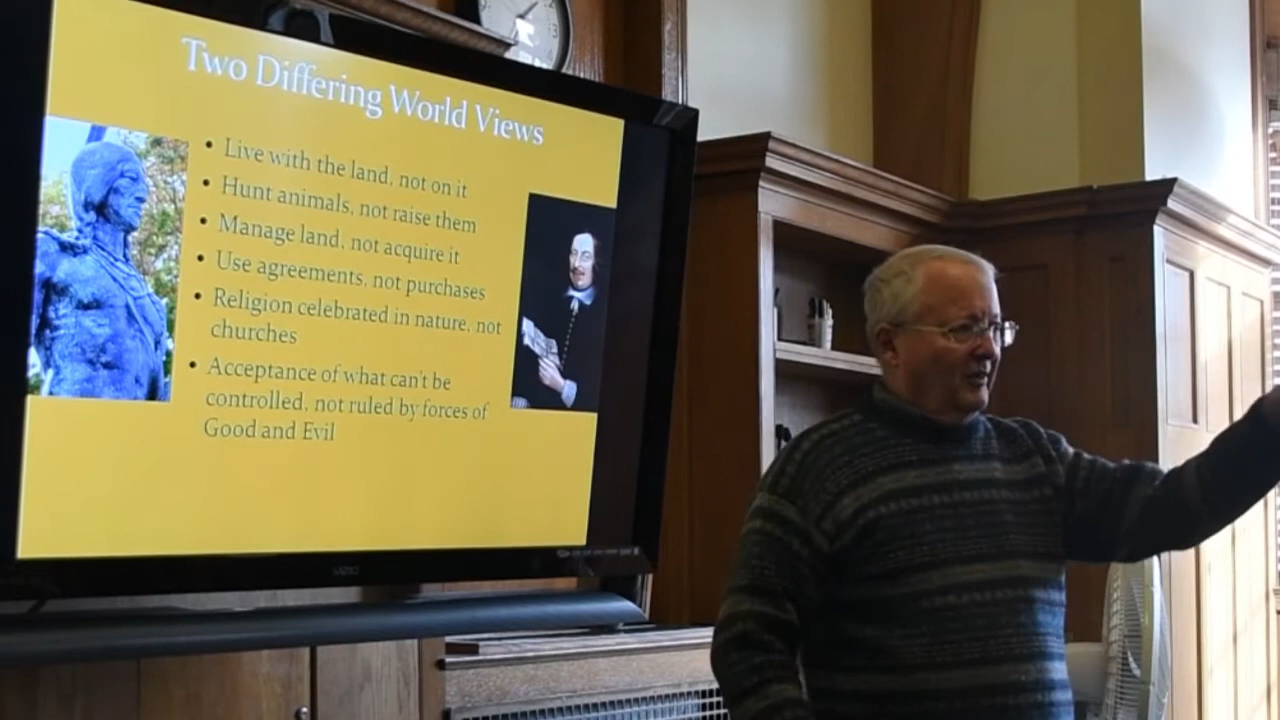 Two Differing World Views
• Live with the land, not on it
• Hunt animals, not raise them
• Manage land, not acquire it
• Use agreements, not purchases
• Religion celebrated in nature, not
churches
• Acceptance of what can't be
controlled, not ruled by forces of
Good and Evil
VIZIO